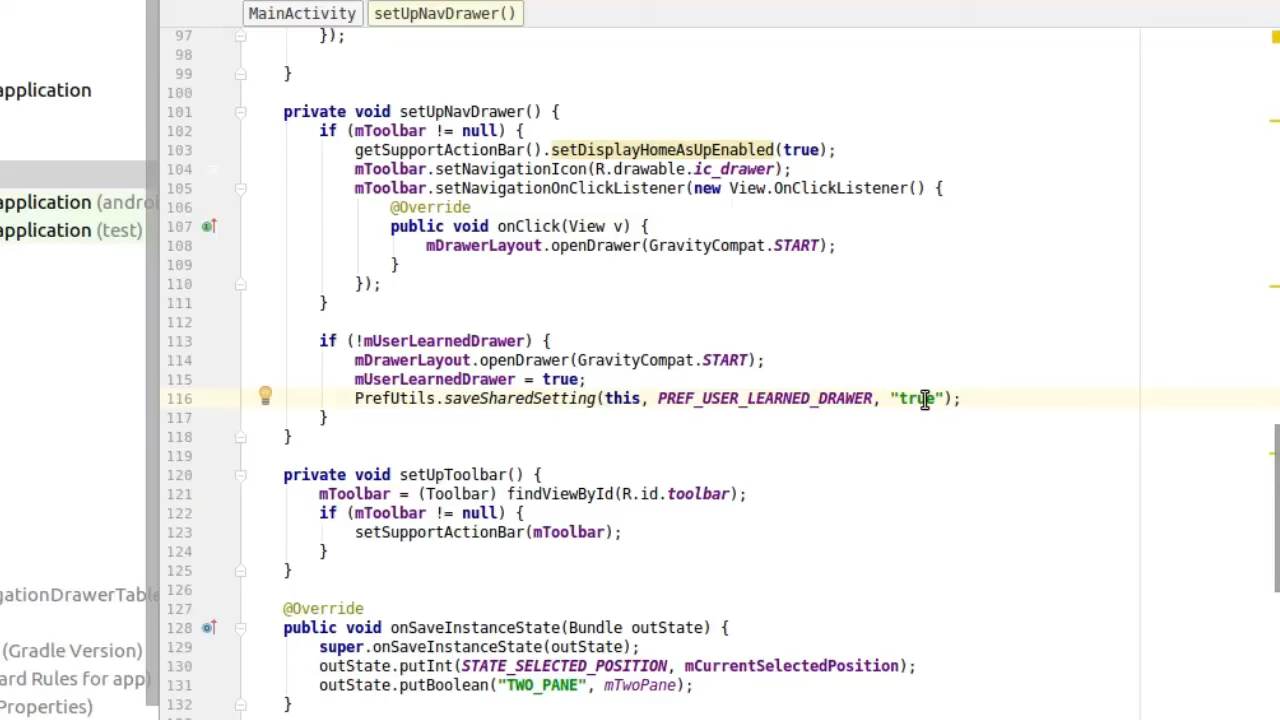 MainActivity setUpNavDrawer()
application
application (andro
application (test)
gationDrawerTable
(Gradle Version)
ard Rules for app)
Properties)
97 });
98
99 }
100
101 private void setUpNavDrawer() {
102 if (mToolbar != null) {
103 getSupportActionBar().setDisplayHomeAsUpEnabled(true);
104 mToolbar.setNavigationIcon(R.drawable.ic_drawer);
105 mToolbar.setNavigationOnClickListener(new View.OnClickListener() {
106 @Override
107 public void onClick(View v) {
108 mDrawerLayout.openDrawer(GravityCompat.START);
109 }
110 });
111 }
112
113 if (!mUserLearnedDrawer) {
114 mDrawerLayout.openDrawer(GravityCompat.START);
115 mUserLearnedDrawer = true;
116 PrefUtils.saveSharedSetting(this, PREF_USER_LEARNED_DRAWER, "true");
117 }
118 }
119
120 private void setUpToolbar() {
121 mToolbar = (Toolbar) findViewById(R.id.toolbar);
122 if (mToolbar != null) {
123 setSupportActionBar(mToolbar);
124 }
125 }
126
127 @Override
128 public void onSaveInstanceState(Bundle outState) {
129 super.onSaveInstanceState(outState);
130 outState.putInt(STATE_SELECTED_POSITION, mCurrentSelectedPosition);
131 outState.putBoolean("TWO_PANE", mTwoPane);
132 }